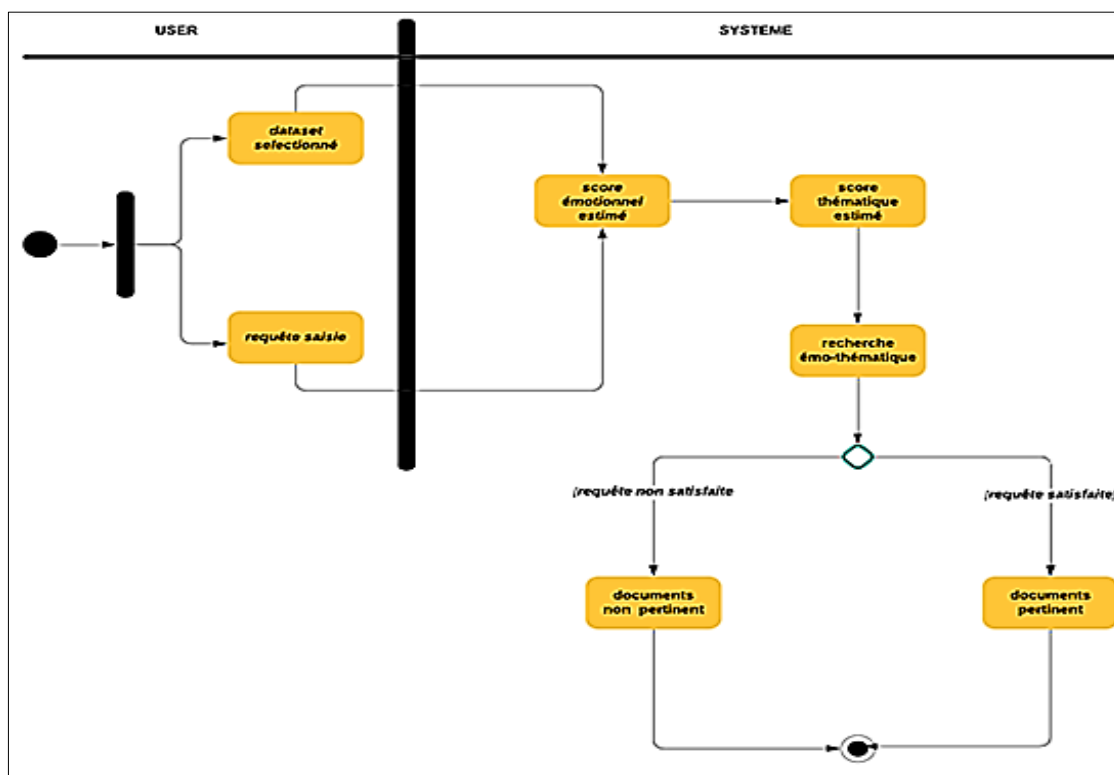 USER
SYSTEME
dataset
selectionné
score
émotionnel
estimé
score
thématique
estimé
requête saisie
recherche
émo-thématique
(requête non satisfaite
(requête satisfaite)
documents
non pertinent
documents
pertinent